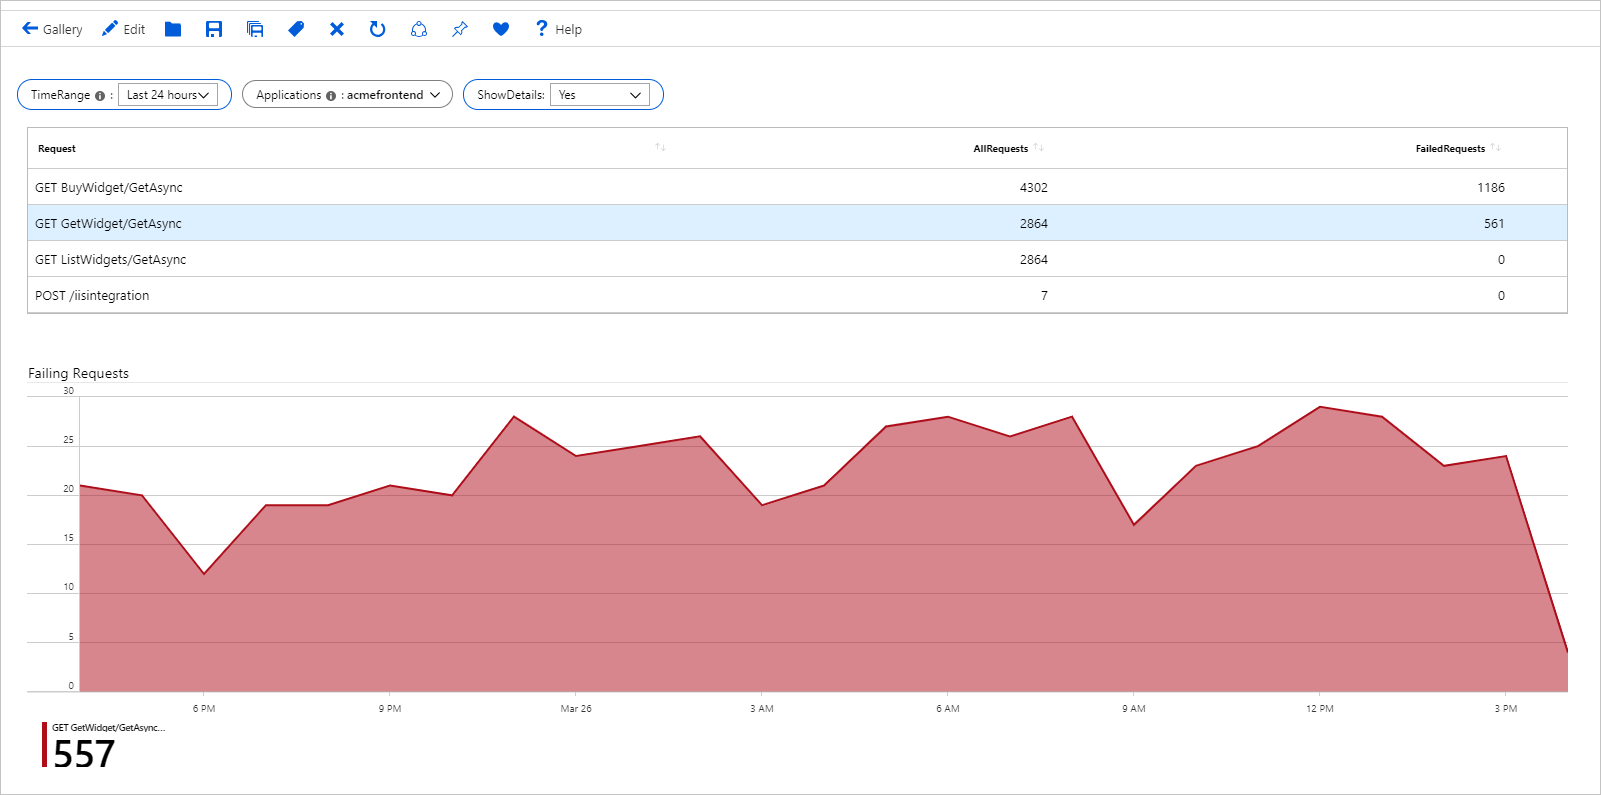 Gallery Edit Help
TimeRange : Last 24 hours Applications : acmefrontend ShowDetails: Yes
Request AllRequests FailedRequests
GET BuyWidget/GetAsync 4302 1186
GET GetWidget/GetAsync 2864 561
GET ListWidgets/GetAsync 2864 0
POST /iisintegration 7 0
Failing Requests
30
25
20
15
10
5
0
6 PM 9 PM Mar 26 3 AM 6 AM 9 AM 12 PM 3 PM
GET GetWidget/GetAsync...
557